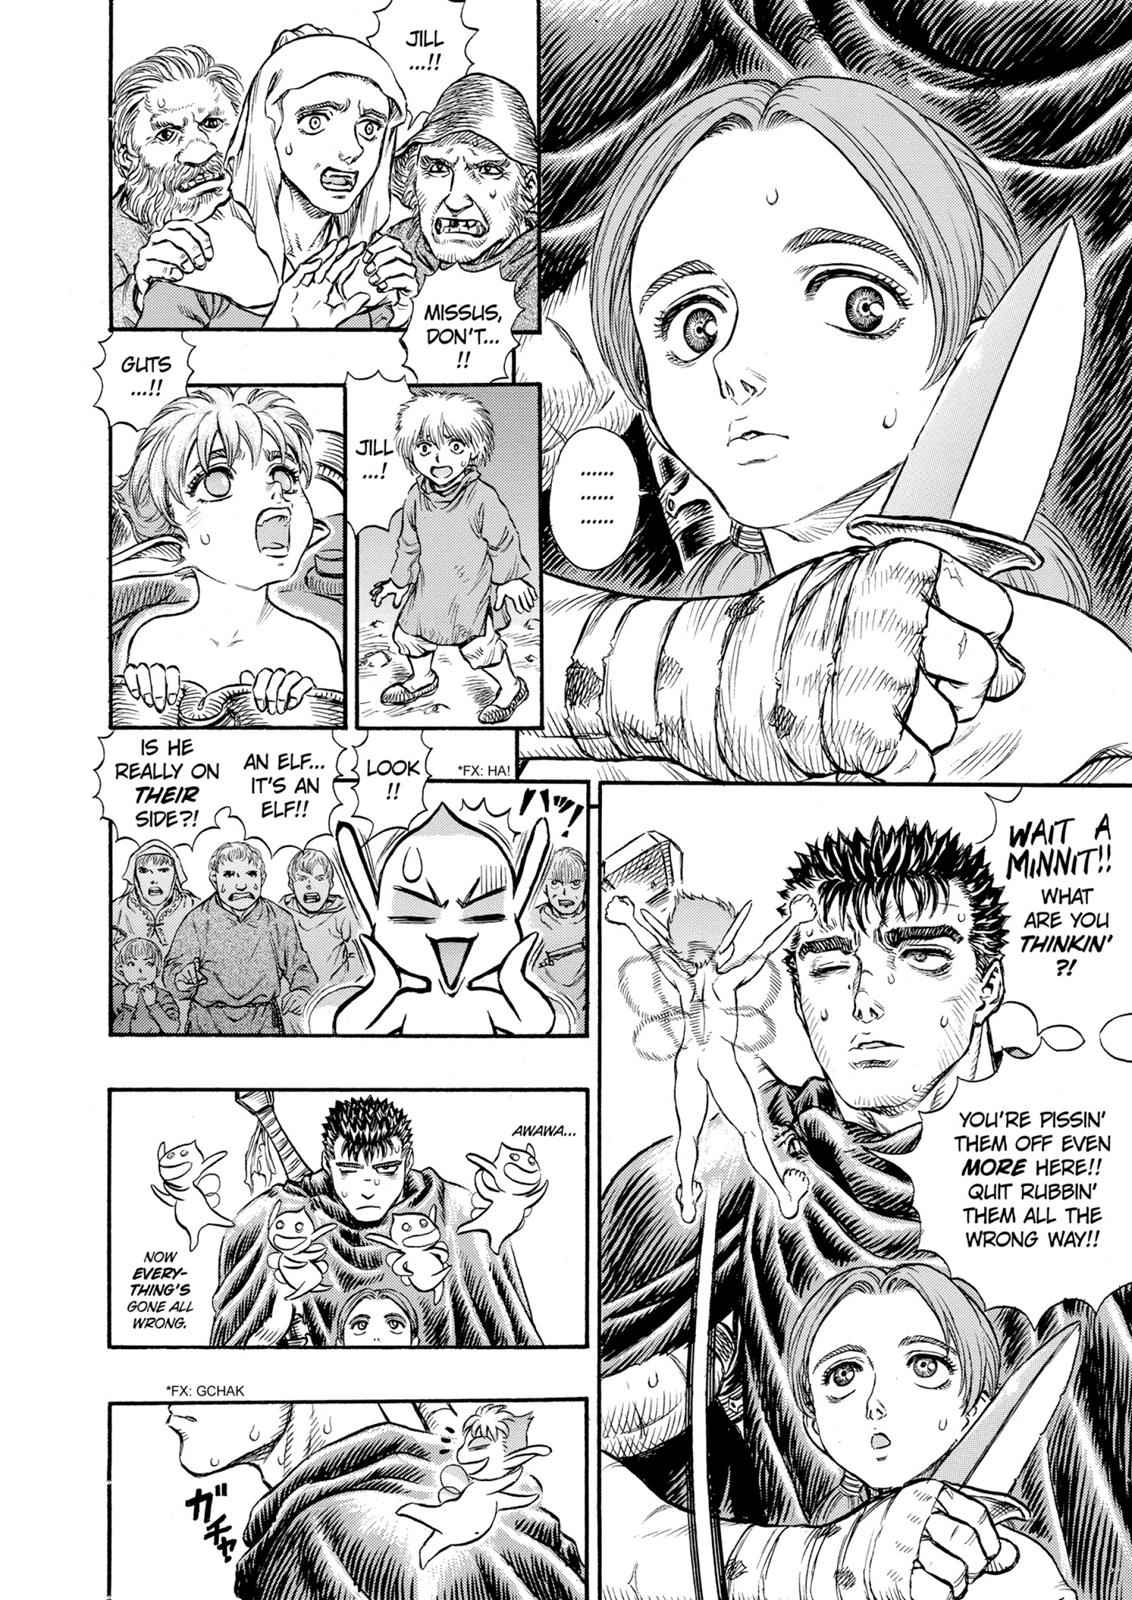 JILL
...!!
MISSUS,
DON'T...
!!
......
......
......
GUTS
...!!
JILL
...!
IS HE
REALLY ON
THEIR
SIDE?!
AN ELF...
IT'S AN
ELF!!
LOOK
!!
*FX: HA!
ハッ!
WAIT A
MINNIT!!
WHAT
ARE YOU
THINKIN'
?!
YOU'RE PISSIN'
THEM OFF EVEN
MORE HERE!!
QUIT RUBBIN'
THEM ALL THE
WRONG WAY!!
AWAWA...
NOW
EVERY-
THING'S
GONE ALL
WRONG.
*FX: GCHAK
ガチャ